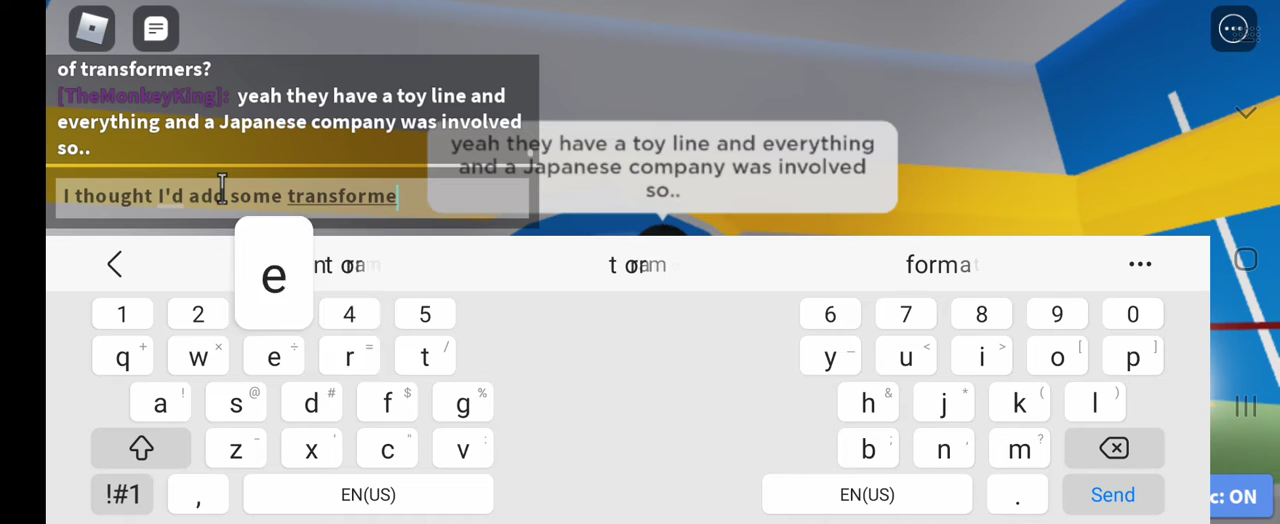 of transformers?
[TheMonkeyKing]: yeah they have a toy line and
everything and a Japanese company was involved
so..
yeah they have a toy line and everything
and a Japanese company was involved
so..
I thought I'd add some transforme
e
format
1 2 4 5 6 7 8 9 0
q + w × e ÷ r = t / y _ u < i > o [ p ]
a ! s @ d # f $ g % h & j * k ( l )
z - x ' c " v : b ; n , m ?
!#1 , EN(US) EN(US) . Send
c: ON